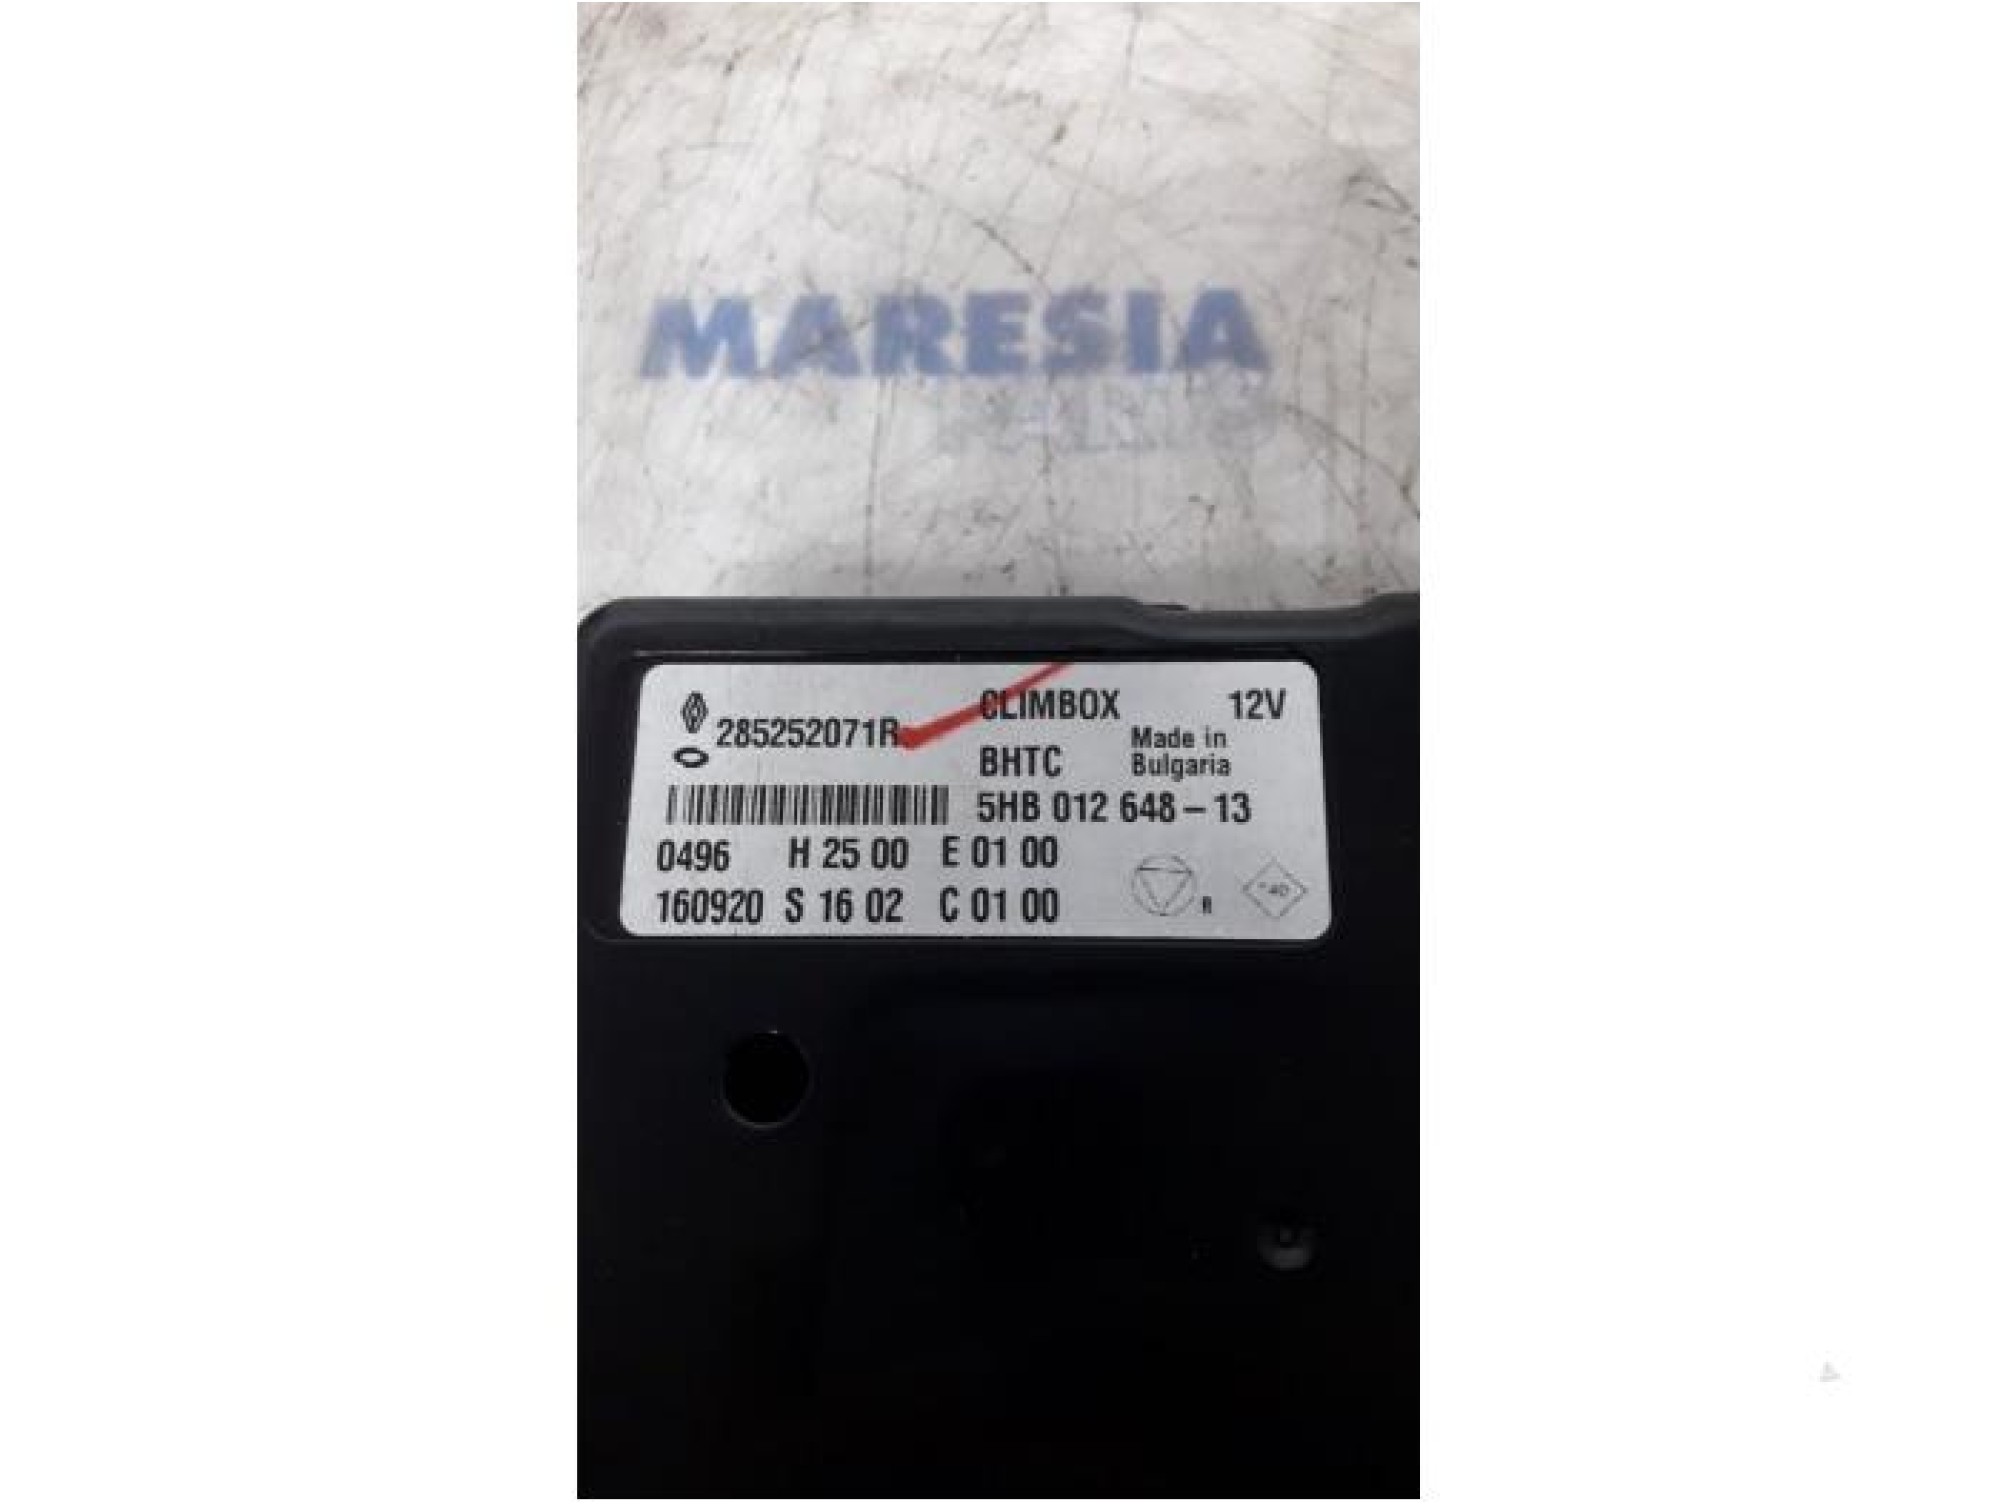 MARESIA
PARTS
285252071R
CLIMBOX 12V
BHTC Made in
Bulgaria
5HB 012 648-13
0496 H 25 00 E 01 00
160920 S 16 02 C 01 00
R